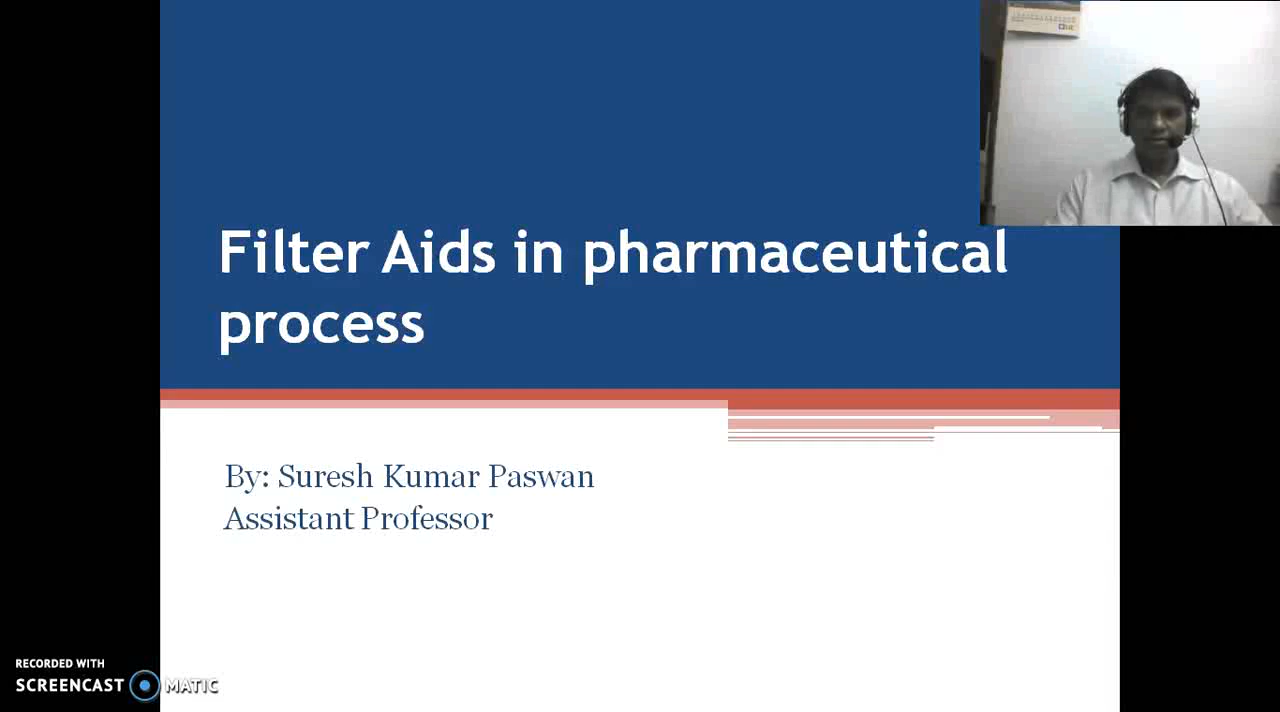 Filter Aids in pharmaceutical
process
By: Suresh Kumar Paswan
Assistant Professor
RECORDED WITH
SCREENCAST MATIC